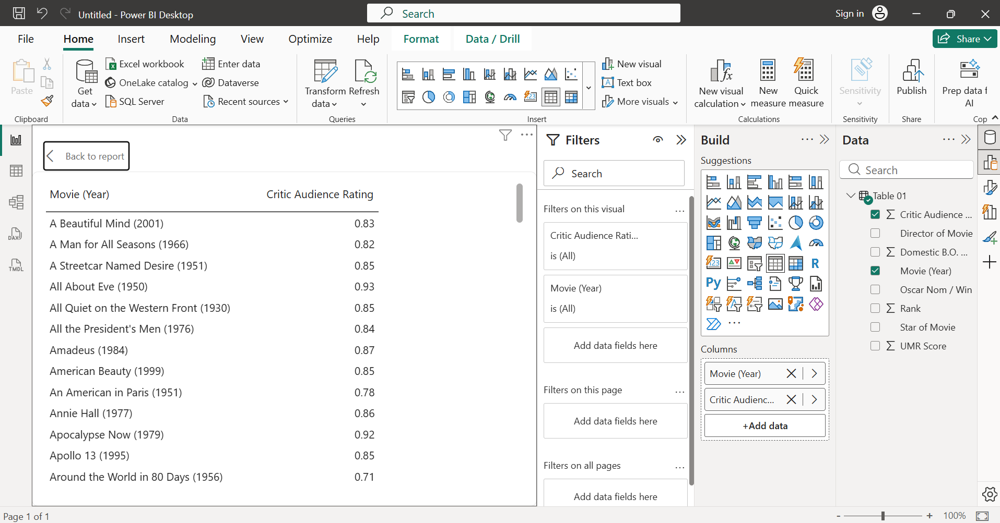 Untitled - Power BI Desktop
Search
Sign in
File
Home
Insert
Modeling
View
Optimize
Help
Format
Data / Drill
Share
Paste
Clipboard
Get data
Excel workbook
OneLake catalog
SQL Server
Enter data
Dataverse
Recent sources
Data
Transform data
Refresh
Queries
123
New visual
A Text box
More visuals
Insert
fx
New visual calculation
New measure
Quick measure
Calculations
Sensitivity
Sensitivity
Publish
Share
Prep data f
AI
Cop
DAX
TMDL
Back to report
Movie (Year) Critic Audience Rating
A Beautiful Mind (2001) 0.83
A Man for All Seasons (1966) 0.82
A Streetcar Named Desire (1951) 0.85
All About Eve (1950) 0.93
All Quiet on the Western Front (1930) 0.85
All the President's Men (1976) 0.84
Amadeus (1984) 0.87
American Beauty (1999) 0.85
An American in Paris (1951) 0.78
Annie Hall (1977) 0.86
Apocalypse Now (1979) 0.92
Apollo 13 (1995) 0.85
Around the World in 80 Days (1956) 0.71
Filters
Search
Filters on this visual
Critic Audience Rati...
is (All)
Movie (Year)
is (All)
Add data fields here
Filters on this page
Add data fields here
Filters on all pages
Add data fields here
Build
Suggestions
123
R
Py
Columns
Movie (Year)
Critic Audienc...
+Add data
Data
Search
Table 01
Critic Audience ...
Director of Movie
Domestic B.O. ...
Movie (Year)
Oscar Nom / Win
Rank
Star of Movie
UMR Score
Page 1 of 1
- + 100%